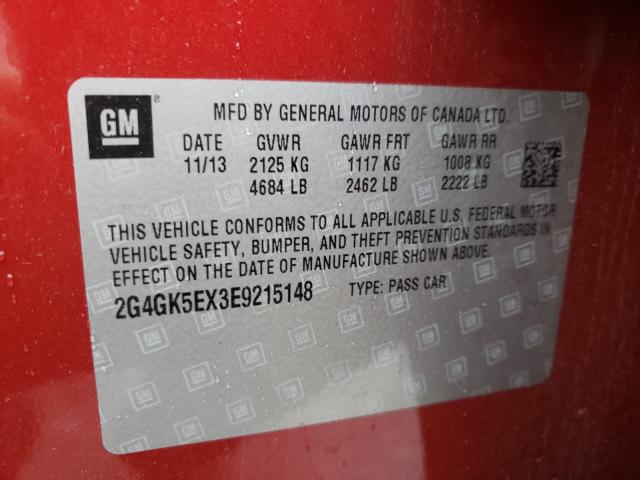 GM
MFD BY GENERAL MOTORS OF CANADA LTD.
DATE GVWR GAWR FRT GAWR RR
11/13 2125 KG 1117 KG 1008 KG
4684 LB 2462 LB 2222 LB
THIS VEHICLE CONFORMS TO ALL APPLICABLE U.S. FEDERAL MOTOR
VEHICLE SAFETY, BUMPER, AND THEFT PREVENTION STANDARDS IN
EFFECT ON THE DATE OF MANUFACTURE SHOWN ABOVE.
2G4GK5EX3E9215148 TYPE: PASS CAR